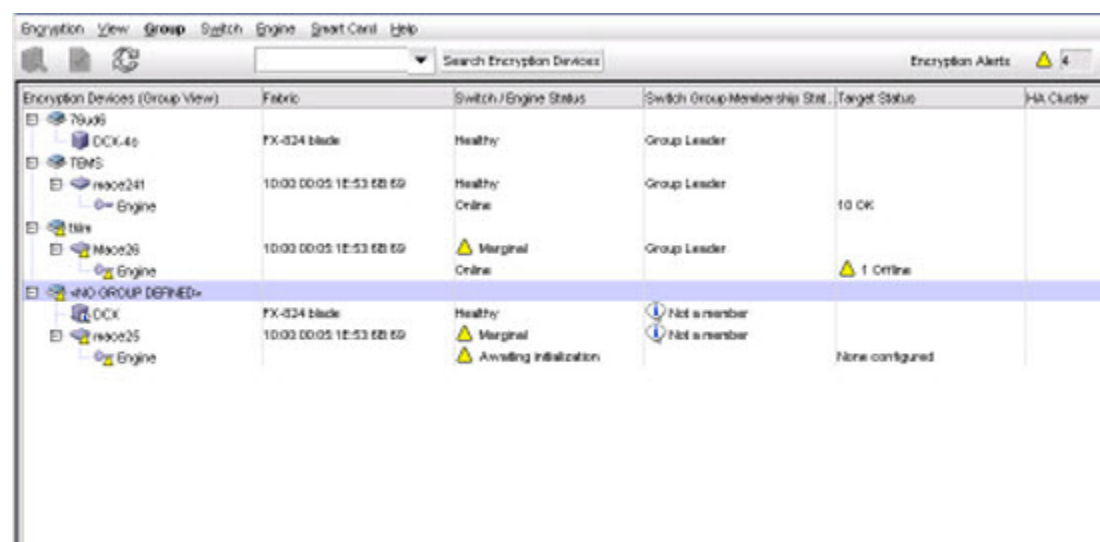 Encryption View Group Switch Engine Smart Card Help
Search Encryption Devices Encryption Alerts 4
Encryption Devices (Group View) Fabric Switch / Engine Status Switch Group Membership Stat... Target Status HA Cluster
DCX-4s FX-824 blade Healthy Group Leader
TEMS
mace241 10:00:00:05:1E:53:6B:69 Healthy Group Leader
Engine Online 10 OK
Mace26 10:00:00:05:1E:53:6B:69 Marginal Group Leader
Engine Online 1 Offline
<NO GROUP DEFINED>
DCX FX-824 blade Healthy Not a member
mace25 10:00:00:05:1E:53:6B:69 Marginal Not a member
Engine Awaiting initialization None configured